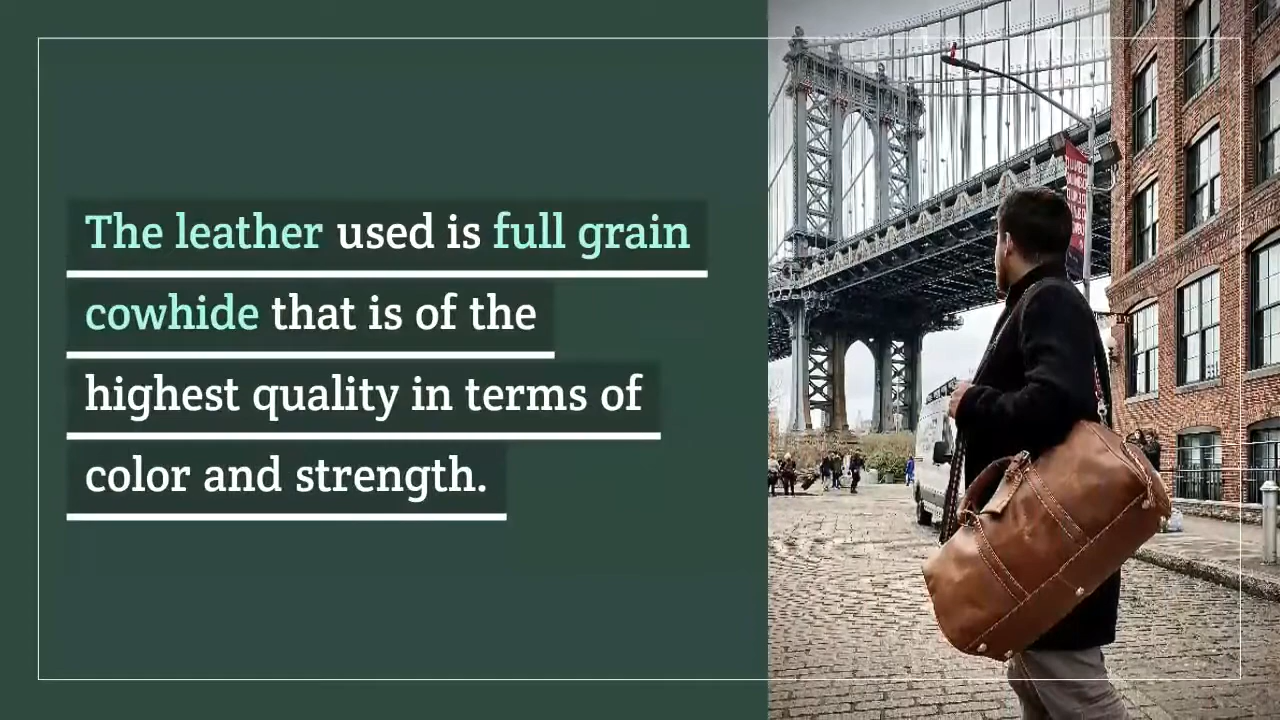 The leather used is full grain
cowhide that is of the
highest quality in terms of
color and strength.